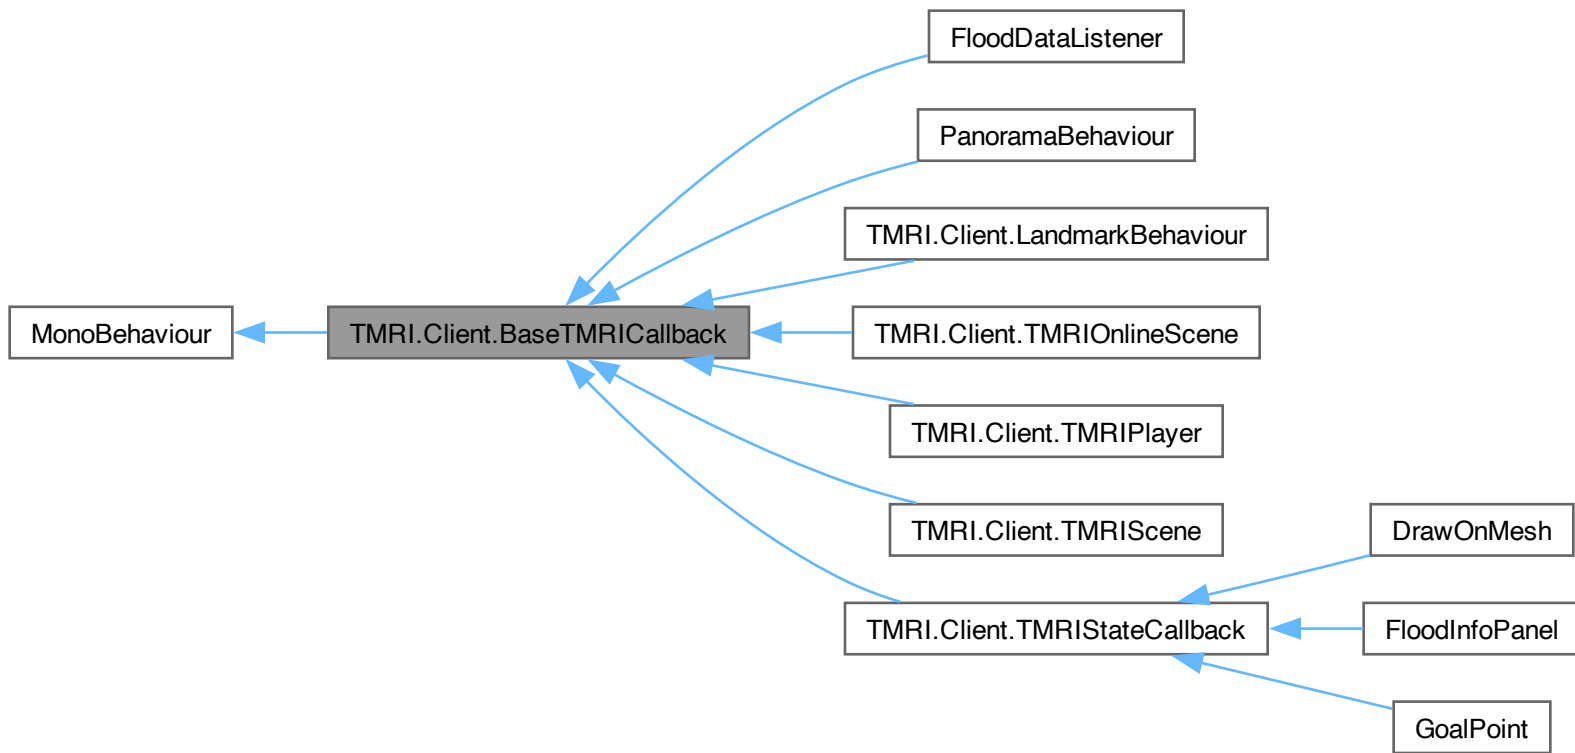 FloodDataListener
PanoramaBehaviour
TMRI.Client.LandmarkBehaviour
MonoBehaviour
TMRI.Client.BaseTMRICallback
TMRI.Client.TMRIOnlineScene
TMRI.Client.TMRIPlayer
TMRI.Client.TMRIScene
DrawOnMesh
TMRI.Client.TMRIStateCallback
FloodInfoPanel
GoalPoint